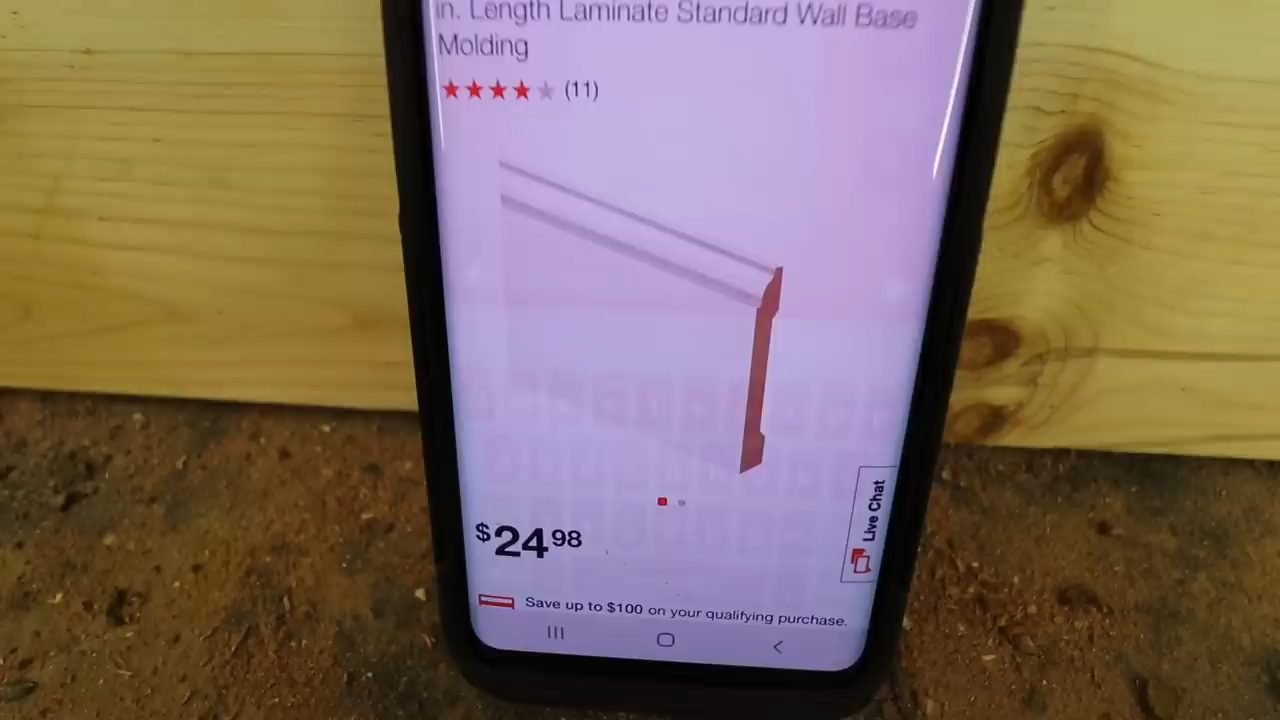 in. Length Laminate Standard Wall Base
Molding
(11)
$24 98
Live Chat
Save up to $100 on your qualifying purchase.